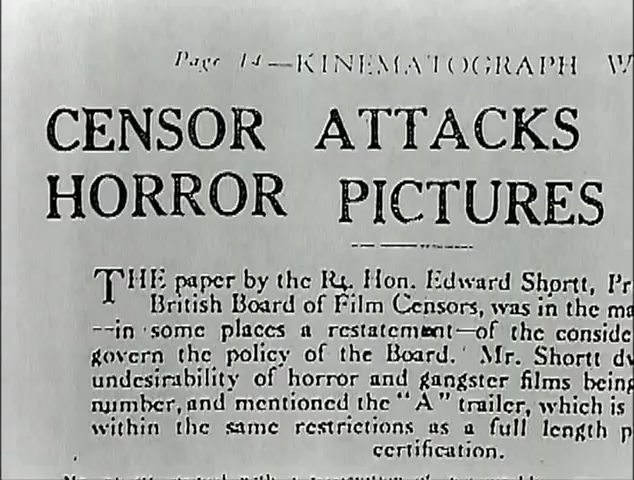 Page 14—KINEMATOGRAPH
CENSOR ATTACKS
HORROR PICTURES
THE paper by the Rt. Hon. Edward Shortt, Pr
British Board of Film Censors, was in the ma
—in some places a restatement—of the conside
govern the policy of the Board. Mr. Shortt dw
undesirability of horror and gangster films being
number, and mentioned the "A" trailer, which is
within the same restrictions as a full length p
certification.